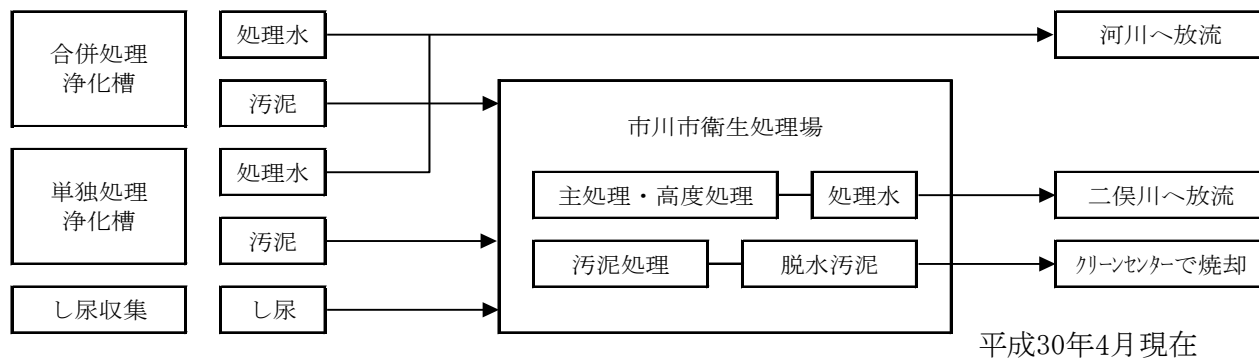 合併処理
浄化槽
処理水
河川へ放流
汚泥
市川市衛生処理場
単独処理
浄化槽
処理水
主処理・高度処理
処理水
二俣川へ放流
汚泥
汚泥処理
脱水汚泥
ｸﾘｰﾝｾﾝﾀｰで焼却
し尿収集
し尿
平成30年4月現在